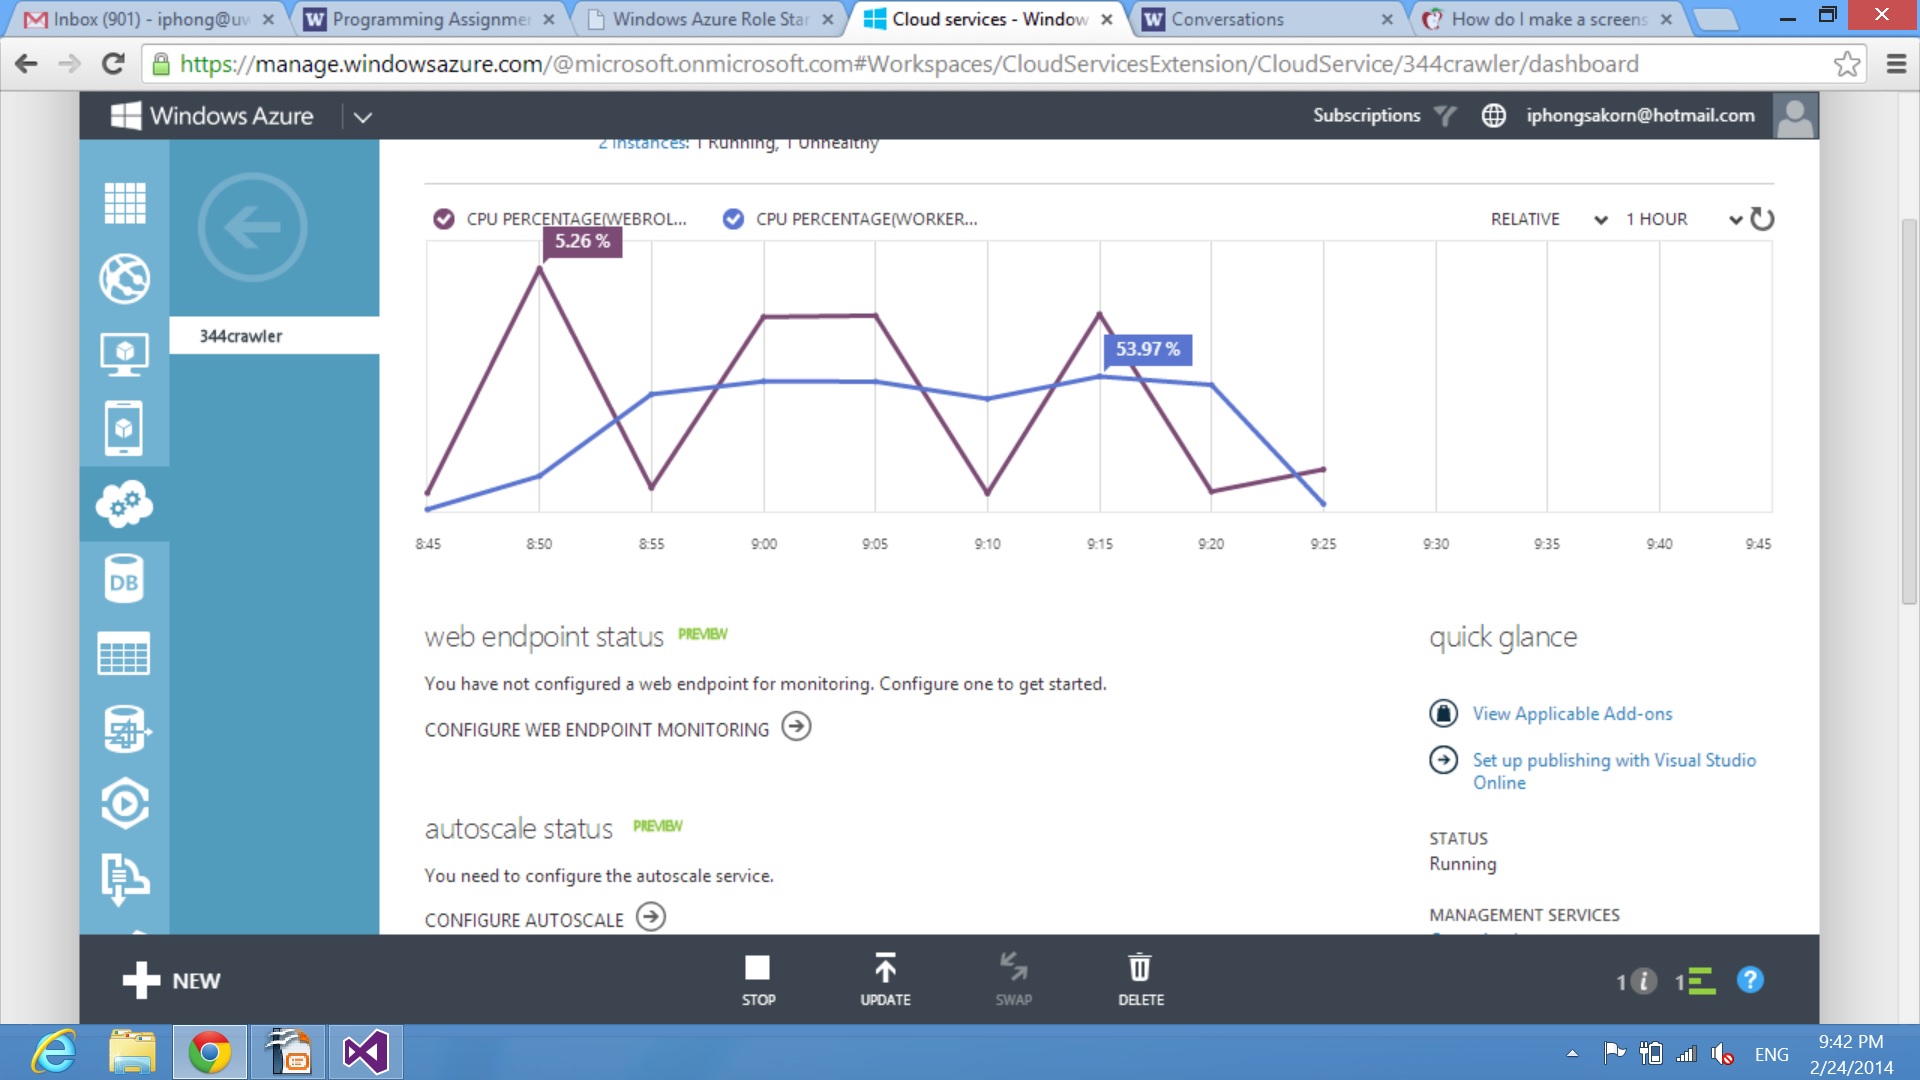 Inbox (901) - iphong@uw
Programming Assignme
Windows Azure Role Star
Cloud services - Window
Conversations
How do I make a screens
https://manage.windowsazure.com/@microsoft.onmicrosoft.com#Workspaces/CloudServicesExtension/CloudService/344crawler/dashboard
Windows Azure
Subscriptions
iphongsakorn@hotmail.com
2 Instances: 1 Running, 1 Unhealthy
344crawler
CPU PERCENTAGE(WEBROL...
CPU PERCENTAGE(WORKER...
RELATIVE
1 HOUR
5.26 %
53.97 %
8:45 8:50 8:55 9:00 9:05 9:10 9:15 9:20 9:25 9:30 9:35 9:40 9:45
DB
web endpoint status PREVIEW
You have not configured a web endpoint for monitoring. Configure one to get started.
CONFIGURE WEB ENDPOINT MONITORING
autoscale status PREVIEW
You need to configure the autoscale service.
CONFIGURE AUTOSCALE
quick glance
View Applicable Add-ons
Set up publishing with Visual Studio
Online
STATUS
Running
MANAGEMENT SERVICES
NEW
STOP
UPDATE
SWAP
DELETE
1 i
1
?
ENG
9:42 PM
2/24/2014